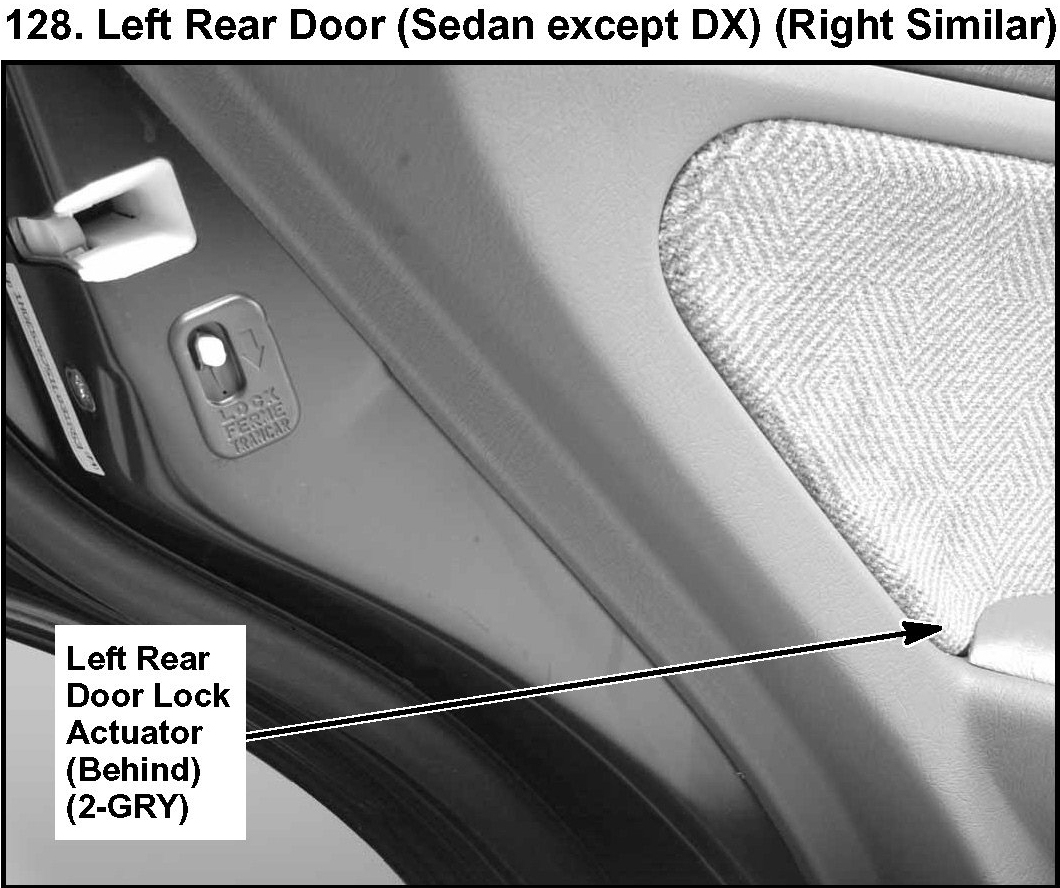 128. Left Rear Door (Sedan except DX) (Right Similar)
LOCK
FERME
TRANCAR
Left Rear
Door Lock
Actuator
(Behind)
(2-GRY)